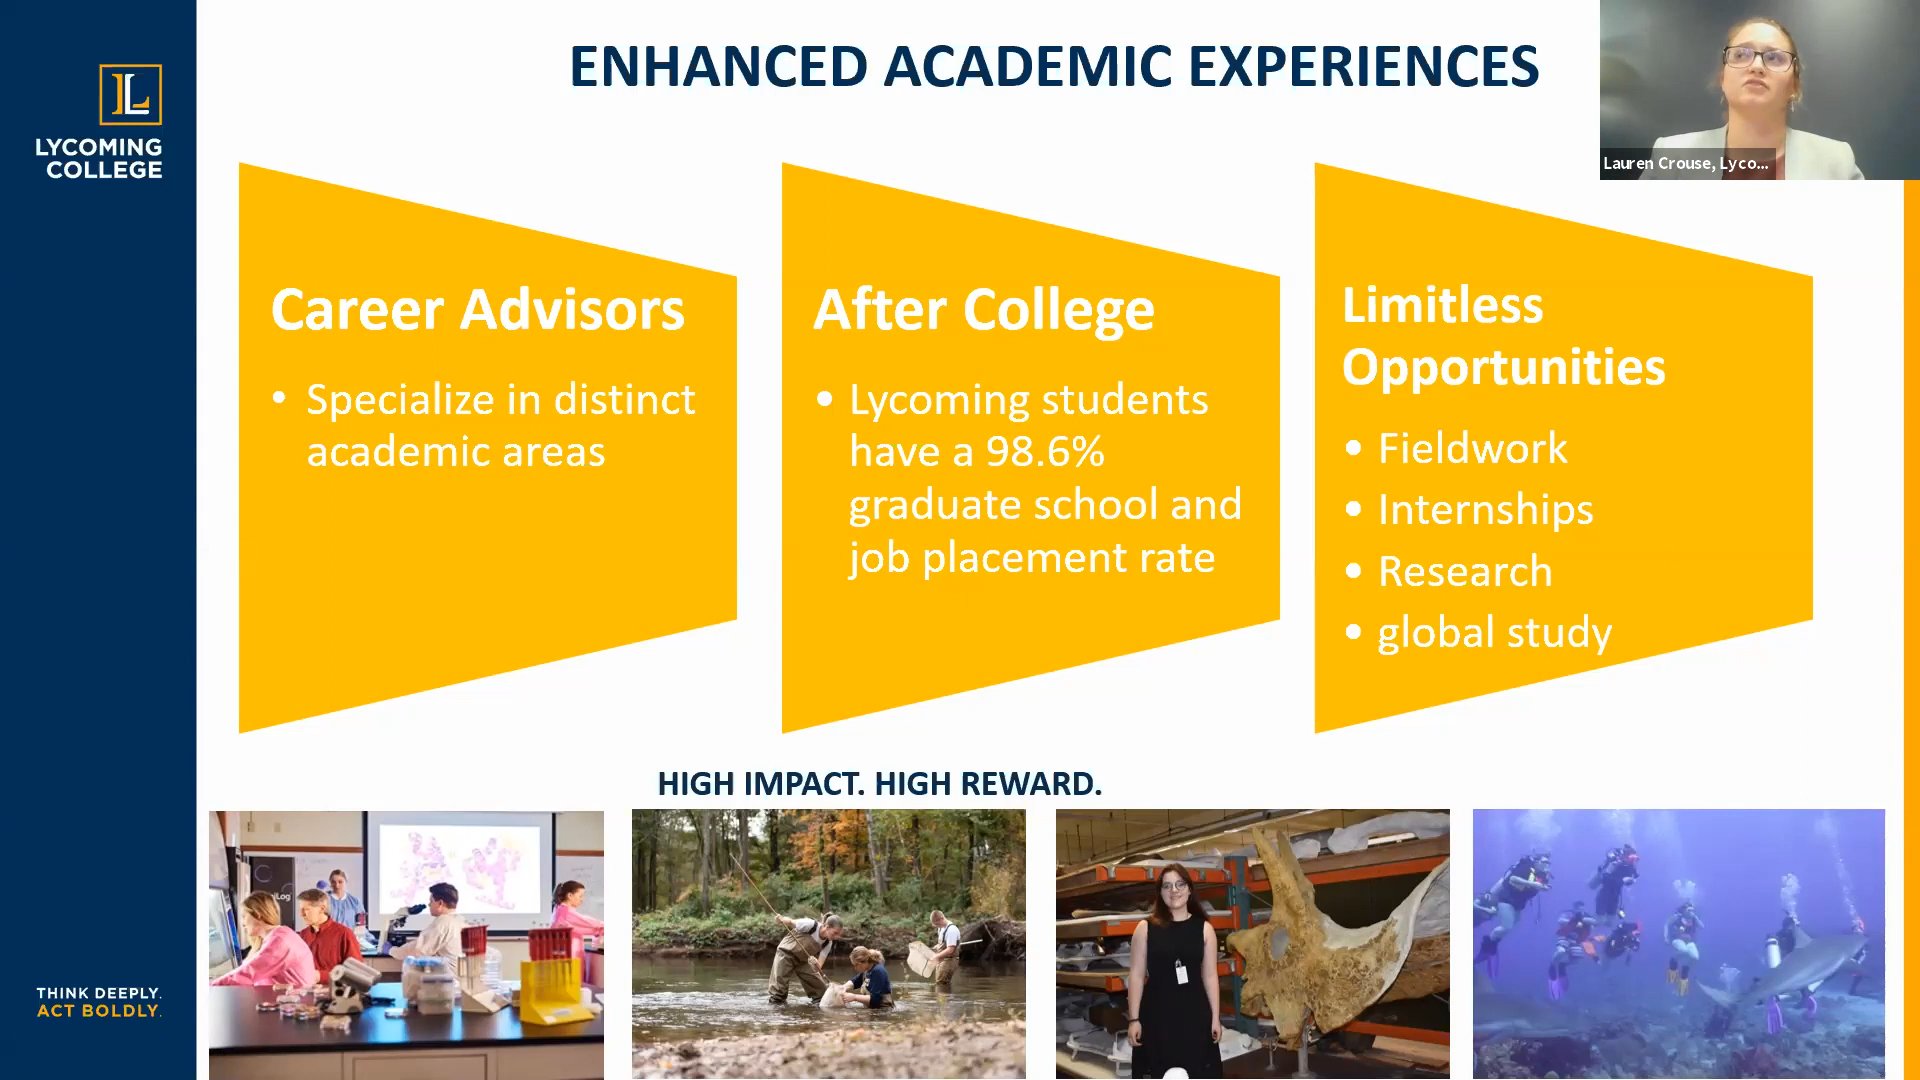 LYCOMING
COLLEGE
ENHANCED ACADEMIC EXPERIENCES
Lauren Crouse, Lyco...
Career Advisors
• Specialize in distinct
academic areas
After College
• Lycoming students
have a 98.6%
graduate school and
job placement rate
Limitless
Opportunities
• Fieldwork
• Internships
• Research
• global study
HIGH IMPACT. HIGH REWARD.
THINK DEEPLY.
ACT BOLDLY.